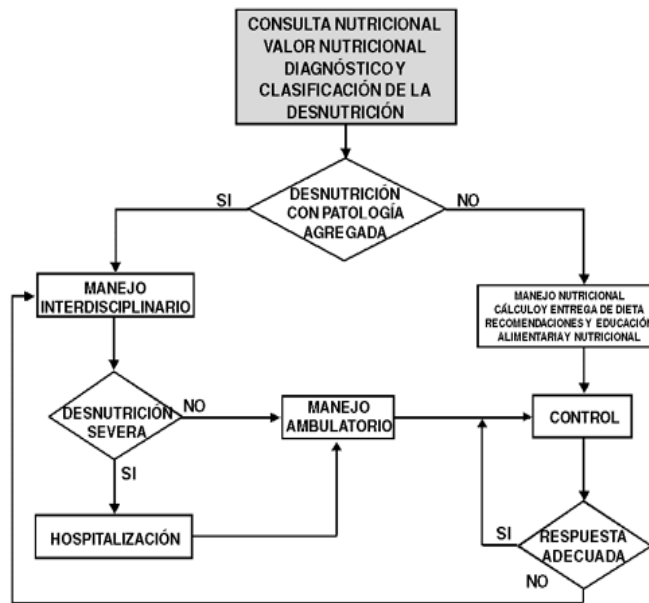 CONSULTA NUTRICIONAL
VALOR NUTRICIONAL
DIAGNÓSTICO Y
CLASIFICACIÓN DE LA
DESNUTRICIÓN
SI
DESNUTRICIÓN
CON PATOLOGÍA
AGREGADA
NO
MANEJO
INTERDISCIPLINARIO
MANEJO NUTRICIONAL
CÁLCULO Y ENTREGA DE DIETA
RECOMENDACIONES Y EDUCACIÓN
ALIMENTARIA Y NUTRICIONAL
DESNUTRICIÓN
SEVERA
NO
MANEJO
AMBULATORIO
CONTROL
SI
HOSPITALIZACIÓN
SI
RESPUESTA
ADECUADA
NO